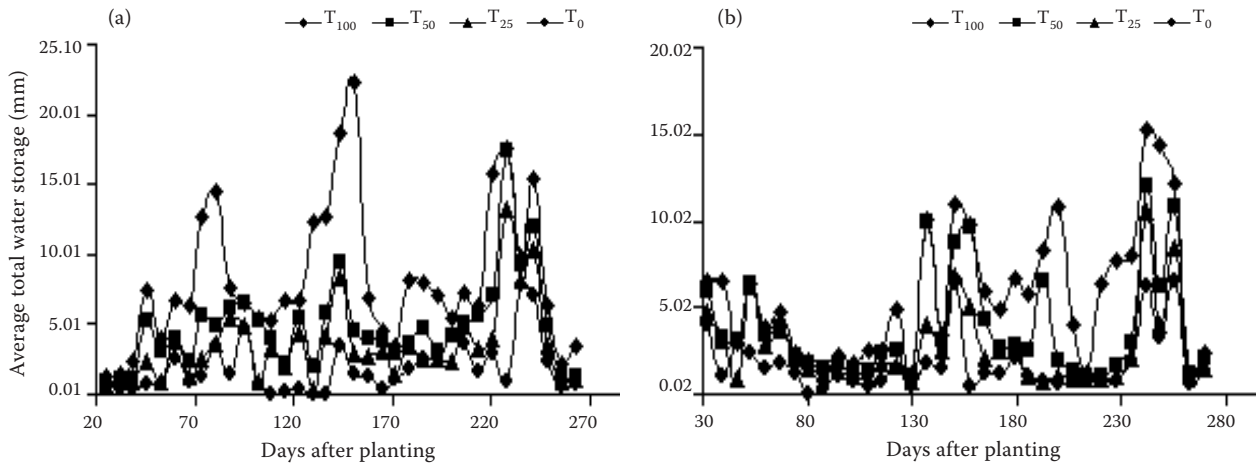 (a)
T100 T50 T25 T0
Average total water storage (mm)
25.10
20.01
15.01
10.01
5.01
0.01
20 70 120 170 220 270
Days after planting
(b)
T100 T50 T25 T0
20.02
15.02
10.02
5.02
0.02
30 80 130 180 230 280
Days after planting